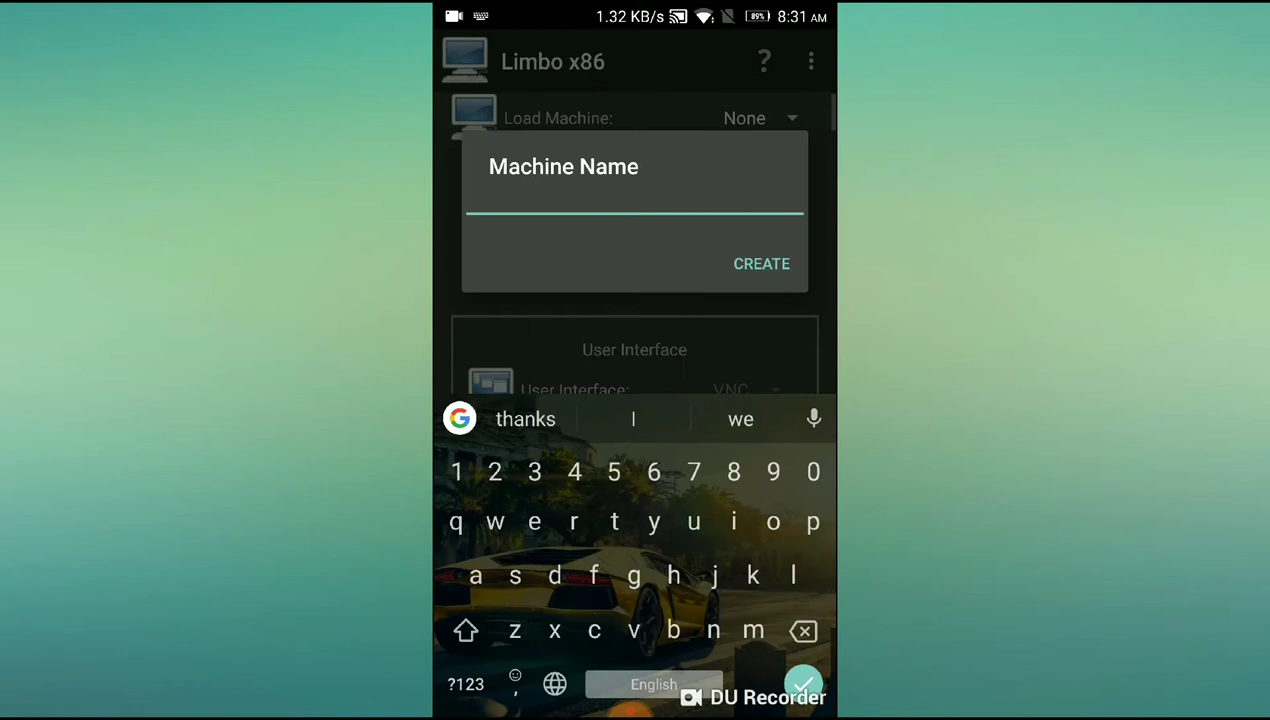 1.32 KB/s 89% 8:31 AM
Limbo x86 ?
Load Machine: None
Machine Name
CREATE
User Interface
User Interface: VNC
G thanks I we
1 2 3 4 5 6 7 8 9 0
q w e r t y u i o p
a s d f g h j k l
z x c v b n m
?123 , English
DU Recorder